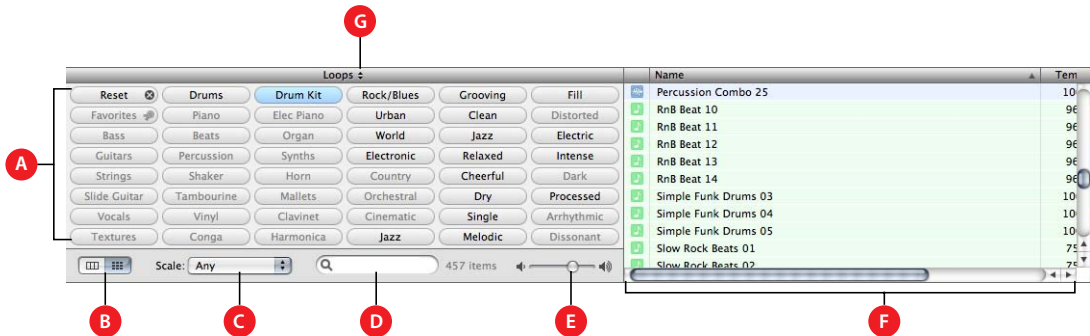 G
Loops
Name Tem
Reset Drums Drum Kit Rock/Blues Grooving Fill
Favorites Piano Elec Piano Urban Clean Distorted
Bass Beats Organ World Jazz Electric
Guitars Percussion Synths Electronic Relaxed Intense
Strings Shaker Horn Country Cheerful Dark
Slide Guitar Tambourine Mallets Orchestral Dry Processed
Vocals Vinyl Clavinet Cinematic Single Arrhythmic
Textures Conga Harmonica Jazz Melodic Dissonant
A
Scale: Any 457 items
Percussion Combo 25 10
RnB Beat 10 96
RnB Beat 11 96
RnB Beat 12 96
RnB Beat 13 96
RnB Beat 14 96
Simple Funk Drums 03 10
Simple Funk Drums 04 10
Simple Funk Drums 05 10
Slow Rock Beats 01 75
Slow Rock Beats 02 75
B C D E F